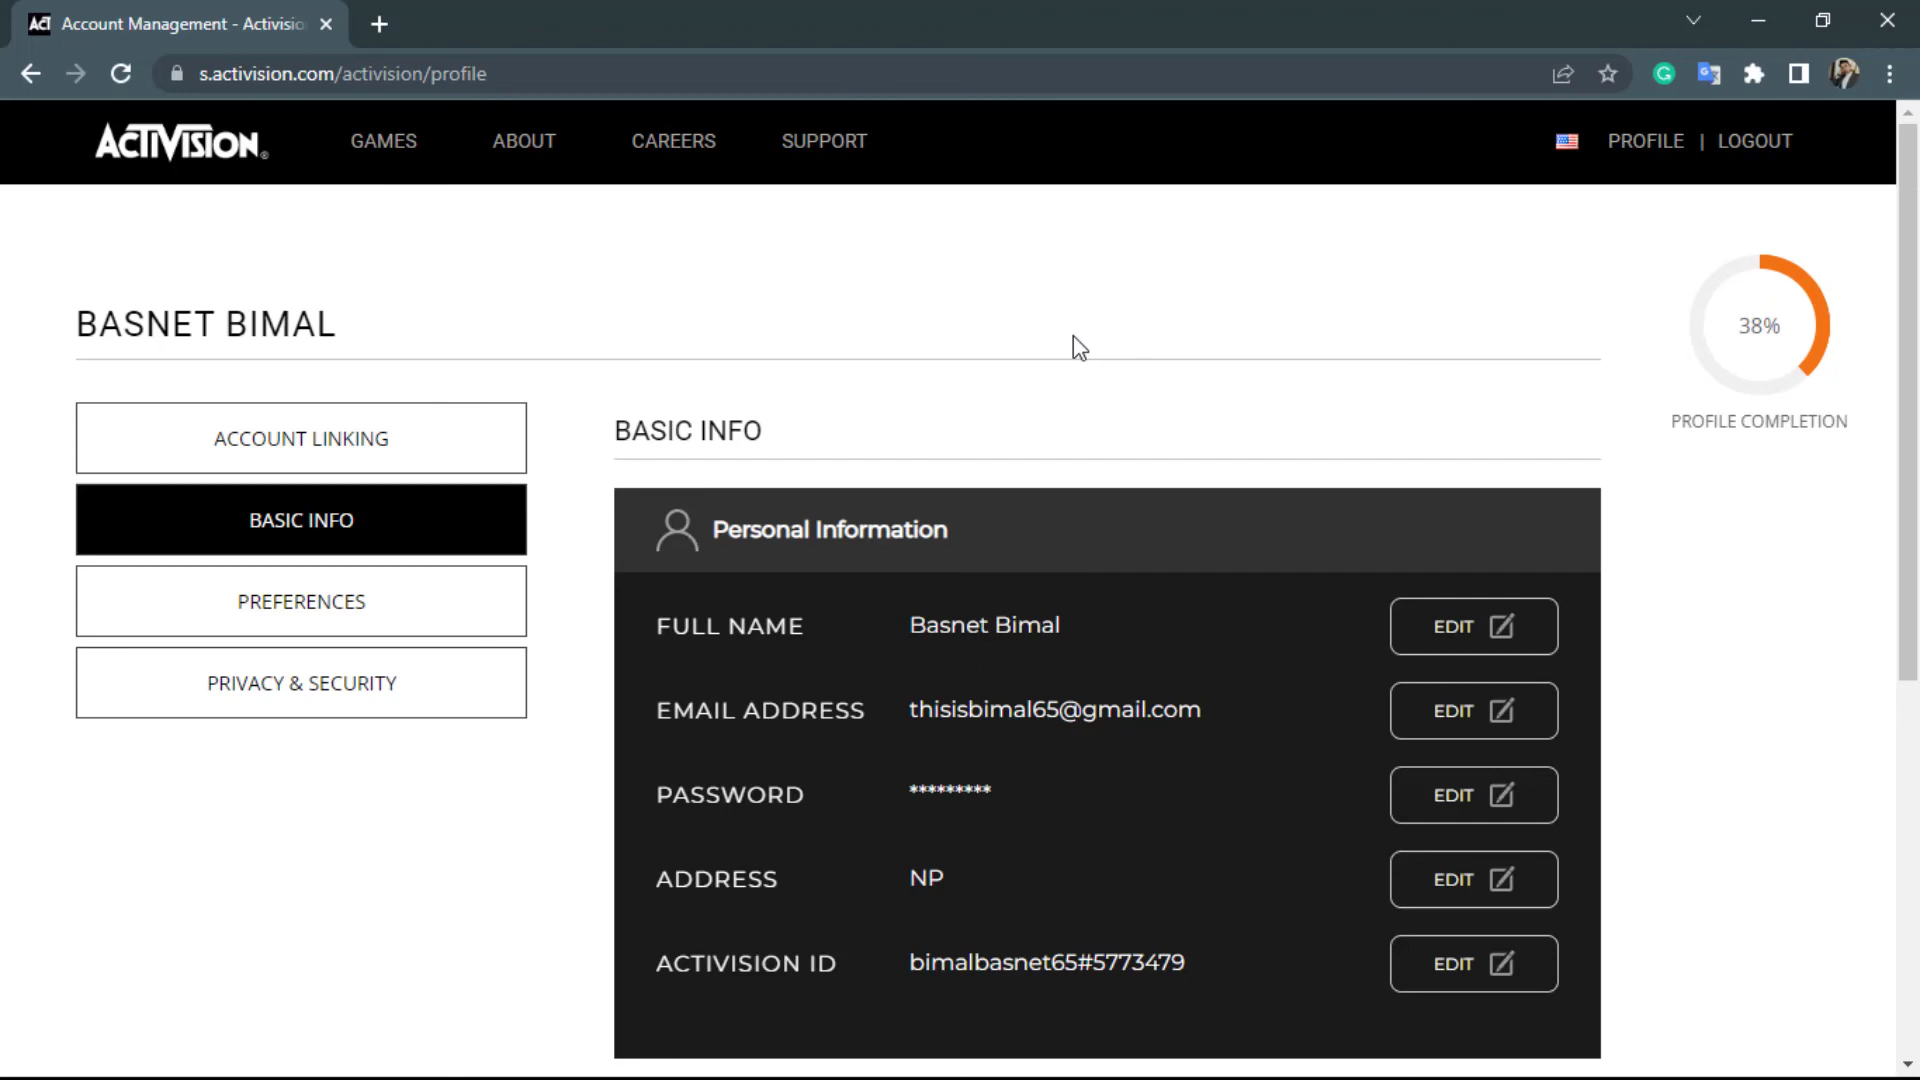 Account Management - Activisio
s.activision.com/activision/profile
ACTIVISION®
GAMES
ABOUT
CAREERS
SUPPORT
PROFILE | LOGOUT
38%
PROFILE COMPLETION
BASNET BIMAL
ACCOUNT LINKING
BASIC INFO
PREFERENCES
PRIVACY & SECURITY
BASIC INFO
Personal Information
FULL NAME Basnet Bimal EDIT
EMAIL ADDRESS thisisbimal65@gmail.com EDIT
PASSWORD ********* EDIT
ADDRESS NP EDIT
ACTIVISION ID bimalbasnet65#5773479 EDIT